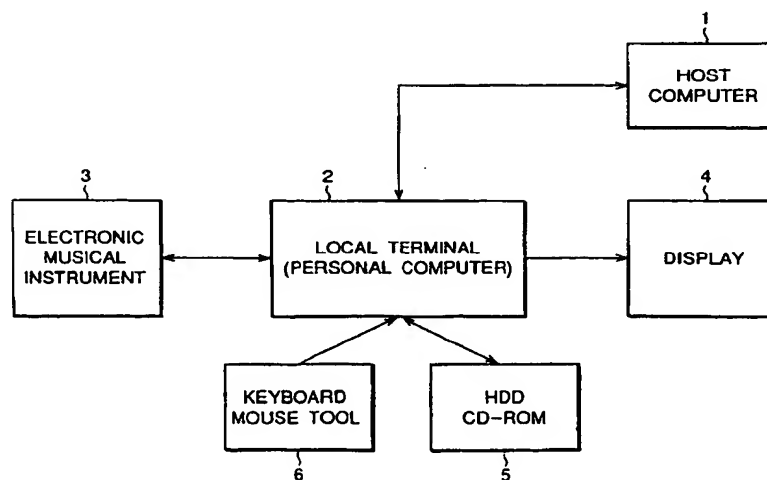 1
HOST
COMPUTER
3
2
4
ELECTRONIC
MUSICAL
INSTRUMENT
LOCAL TERMINAL
(PERSONAL COMPUTER)
DISPLAY
KEYBOARD
MOUSE TOOL
HDD
CD-ROM
6
5